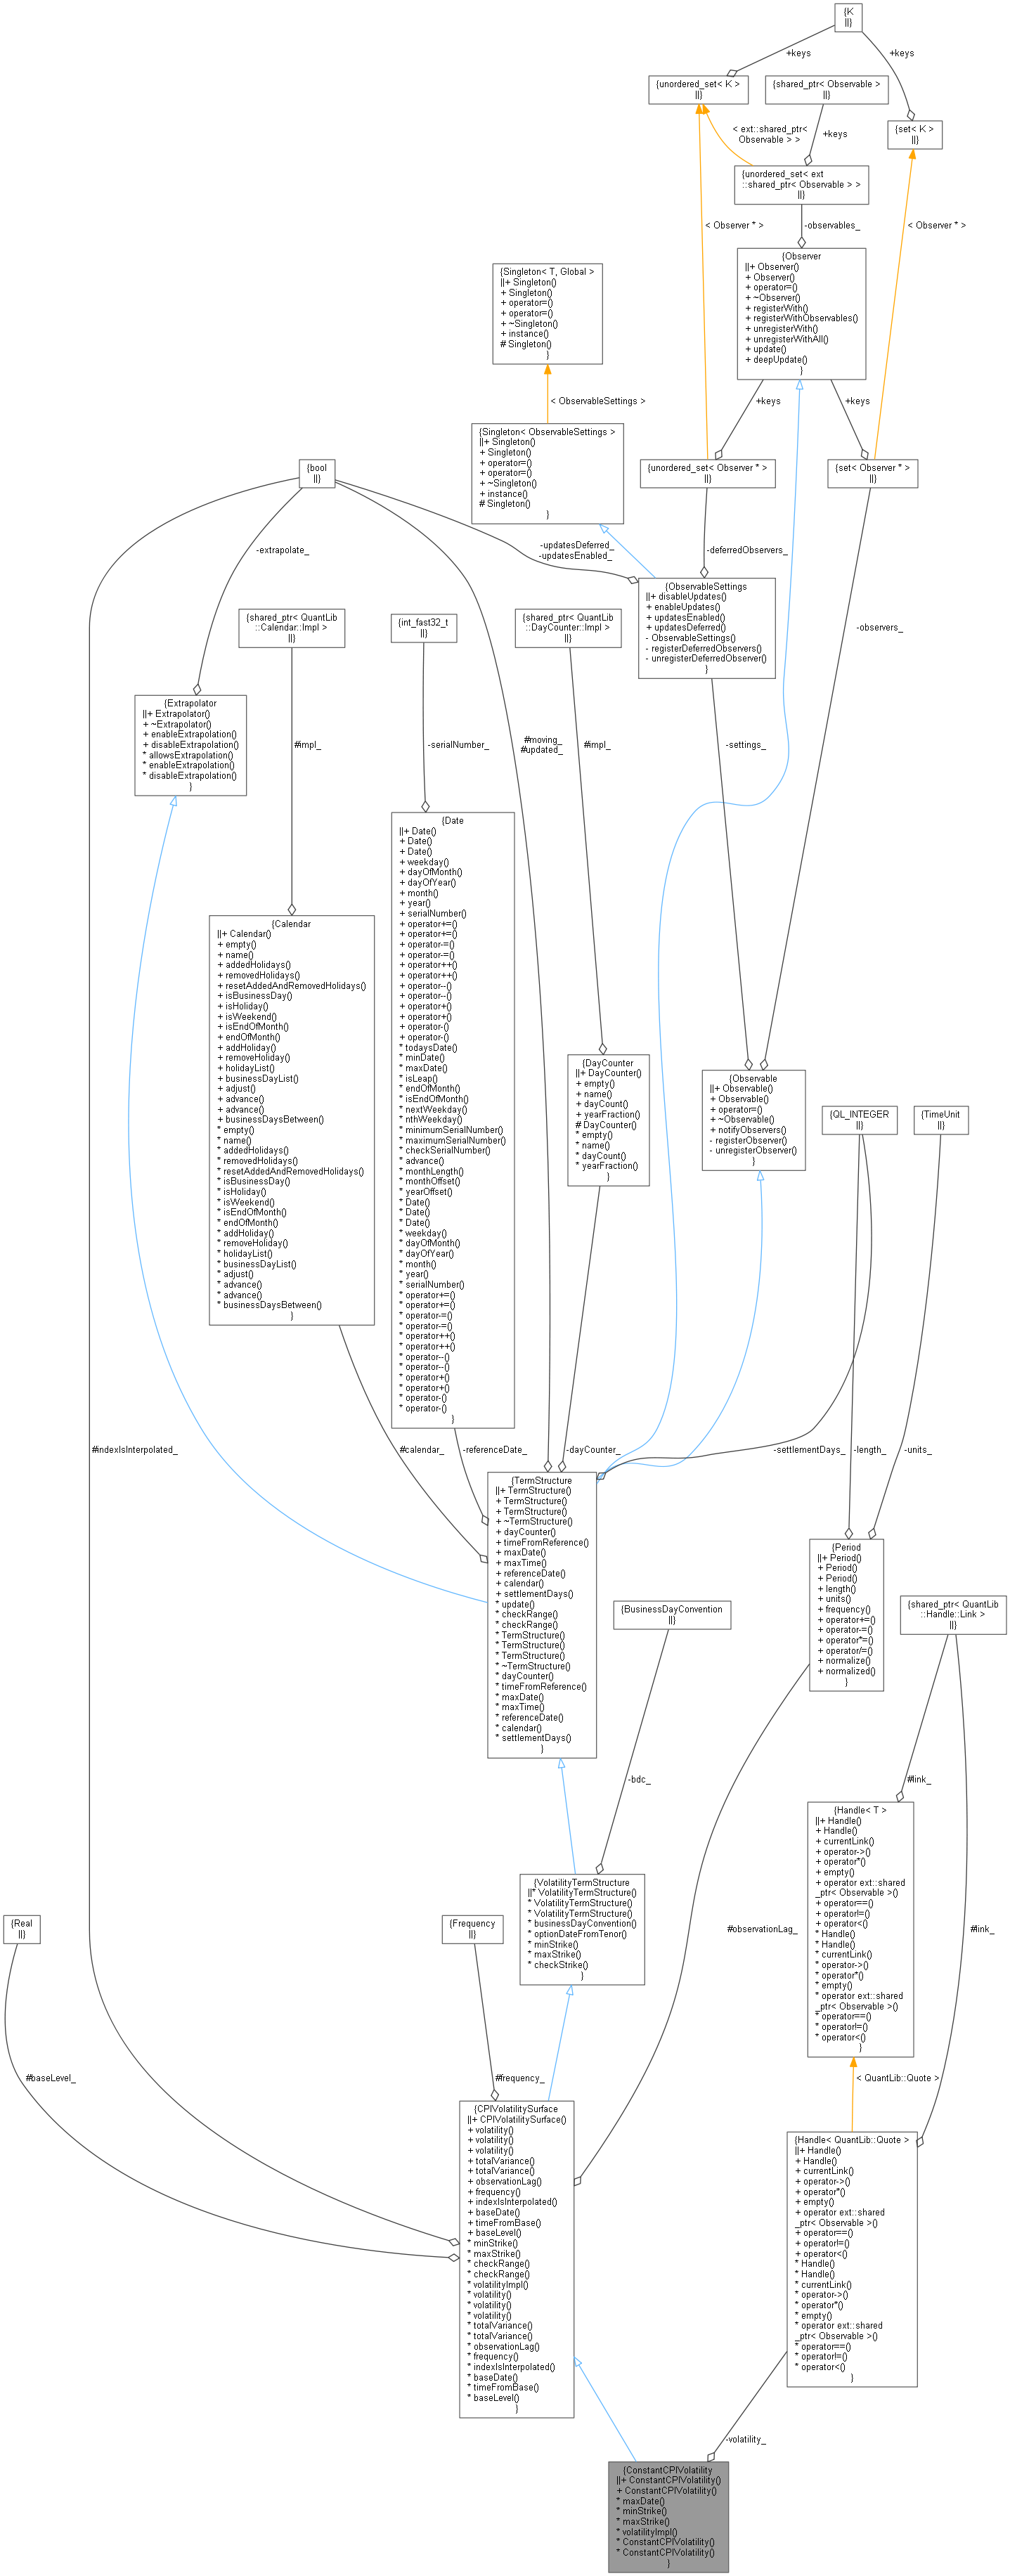 {K
||}
+keys
+keys
{unordered_set< K >
||}
{shared_ptr< Observable >
||}
{set< K >
||}
< ext::shared_ptr<
Observable > >
+keys
{unordered_set< ext
::shared_ptr< Observable > >
||}
< Observer * >
-observables_
< Observer * >
{Observer
||+ Observer()
+ Observer()
+ operator=()
+ ~Observer()
+ registerWith()
+ registerWithObservables()
+ unregisterWith()
+ unregisterWithAll()
+ update()
+ deepUpdate()
}
{Singleton< T, Global >
||+ Singleton()
+ Singleton()
+ operator=()
+ operator=()
+ ~Singleton()
+ instance()
# Singleton()
}
< ObservableSettings >
+keys
+keys
{Singleton< ObservableSettings >
||+ Singleton()
+ Singleton()
+ operator=()
+ operator=()
+ ~Singleton()
+ instance()
# Singleton()
}
{bool
||}
{unordered_set< Observer * >
||}
{set< Observer * >
||}
-extrapolate_
-updatesDeferred_
-updatesEnabled_
-deferredObservers_
{ObservableSettings
||+ disableUpdates()
+ enableUpdates()
+ updatesEnabled()
+ updatesDeferred()
- ObservableSettings()
- registerDeferredObservers()
- unregisterDeferredObserver()
}
-observers_
{shared_ptr< QuantLib
::Calendar::Impl >
||}
{int_fast32_t
||}
{shared_ptr< QuantLib
::DayCounter::Impl >
||}
{Extrapolator
||+ Extrapolator()
+ ~Extrapolator()
+ enableExtrapolation()
+ disableExtrapolation()
* allowsExtrapolation()
* enableExtrapolation()
* disableExtrapolation()
}
#impl_
-serialNumber_
#moving_
#updated_
#impl_
-settings_
{Date
||+ Date()
+ Date()
+ Date()
+ weekday()
+ dayOfMonth()
+ dayOfYear()
+ month()
+ year()
+ serialNumber()
+ operator+=()
+ operator+=()
+ operator-=()
+ operator-=()
+ operator++()
+ operator++()
+ operator--()
+ operator--()
+ operator+()
+ operator+()
+ operator-()
+ operator-()
* todaysDate()
* minDate()
* maxDate()
* isLeap()
* endOfMonth()
* isEndOfMonth()
* nextWeekday()
* nthWeekday()
* minimumSerialNumber()
* maximumSerialNumber()
* checkSerialNumber()
* advance()
* monthLength()
* monthOffset()
* yearOffset()
* Date()
* Date()
* Date()
* weekday()
* dayOfMonth()
* dayOfYear()
* month()
* year()
* serialNumber()
* operator+=()
* operator+=()
* operator-=()
* operator-=()
* operator++()
* operator++()
* operator--()
* operator--()
* operator+()
* operator+()
* operator-()
* operator-()
}
{Calendar
||+ Calendar()
+ empty()
+ name()
+ addedHolidays()
+ removedHolidays()
+ resetAddedAndRemovedHolidays()
+ isBusinessDay()
+ isHoliday()
+ isWeekend()
+ isEndOfMonth()
+ endOfMonth()
+ addHoliday()
+ removeHoliday()
+ holidayList()
+ businessDayList()
+ adjust()
+ advance()
+ advance()
+ businessDaysBetween()
* empty()
* name()
* addedHolidays()
* removedHolidays()
* resetAddedAndRemovedHolidays()
* isBusinessDay()
* isHoliday()
* isWeekend()
* isEndOfMonth()
* endOfMonth()
* addHoliday()
* removeHoliday()
* holidayList()
* businessDayList()
* adjust()
* advance()
* advance()
* businessDaysBetween()
}
{DayCounter
||+ DayCounter()
+ empty()
+ name()
+ dayCount()
+ yearFraction()
# DayCounter()
* empty()
* name()
* dayCount()
* yearFraction()
}
{Observable
||+ Observable()
+ Observable()
+ operator=()
+ ~Observable()
+ notifyObservers()
- registerObserver()
- unregisterObserver()
}
{QL_INTEGER
||}
{TimeUnit
||}
#indexIsInterpolated_
#calendar_
-referenceDate_
-dayCounter_
-settlementDays_
-length_
-units_
{TermStructure
||+ TermStructure()
+ TermStructure()
+ TermStructure()
+ ~TermStructure()
+ dayCounter()
+ timeFromReference()
+ maxDate()
+ maxTime()
+ referenceDate()
+ calendar()
+ settlementDays()
* update()
* checkRange()
* checkRange()
* TermStructure()
* TermStructure()
* TermStructure()
* ~TermStructure()
* dayCounter()
* timeFromReference()
* maxDate()
* maxTime()
* referenceDate()
* calendar()
* settlementDays()
}
{Period
||+ Period()
+ Period()
+ Period()
+ length()
+ units()
+ frequency()
+ operator+=()
+ operator-=()
+ operator*=()
+ operator/=()
+ normalize()
+ normalized()
}
{BusinessDayConvention
||}
{shared_ptr< QuantLib
::Handle::Link >
||}
-bdc_
#link_
{Handle< T >
||+ Handle()
+ Handle()
+ currentLink()
+ operator->()
+ operator*()
+ empty()
+ operator ext::shared
_ptr< Observable >()
+ operator==()
+ operator!=()
+ operator<()
* Handle()
* Handle()
* currentLink()
* operator->()
* operator*()
* empty()
* operator ext::shared
_ptr< Observable >()
* operator==()
* operator!=()
* operator<()
}
{VolatilityTermStructure
||* VolatilityTermStructure()
* VolatilityTermStructure()
* VolatilityTermStructure()
* businessDayConvention()
* optionDateFromTenor()
* minStrike()
* maxStrike()
* checkStrike()
}
{Real
||}
{Frequency
||}
#observationLag_
#link_
#baseLevel_
#frequency_
< QuantLib::Quote >
{CPIVolatilitySurface
||+ CPIVolatilitySurface()
+ volatility()
+ volatility()
+ volatility()
+ totalVariance()
+ totalVariance()
+ observationLag()
+ frequency()
+ indexIsInterpolated()
+ baseDate()
+ timeFromBase()
+ baseLevel()
* minStrike()
* maxStrike()
* checkRange()
* checkRange()
* volatilityImpl()
* volatility()
* volatility()
* volatility()
* totalVariance()
* totalVariance()
* observationLag()
* frequency()
* indexIsInterpolated()
* baseDate()
* timeFromBase()
* baseLevel()
}
{Handle< QuantLib::Quote >
||+ Handle()
+ Handle()
+ currentLink()
+ operator->()
+ operator*()
+ empty()
+ operator ext::shared
_ptr< Observable >()
+ operator==()
+ operator!=()
+ operator<()
* Handle()
* Handle()
* currentLink()
* operator->()
* operator*()
* empty()
* operator ext::shared
_ptr< Observable >()
* operator==()
* operator!=()
* operator<()
}
-volatility_
{ConstantCPIVolatility
||+ ConstantCPIVolatility()
+ ConstantCPIVolatility()
* maxDate()
* minStrike()
* maxStrike()
* volatilityImpl()
* ConstantCPIVolatility()
* ConstantCPIVolatility()
}